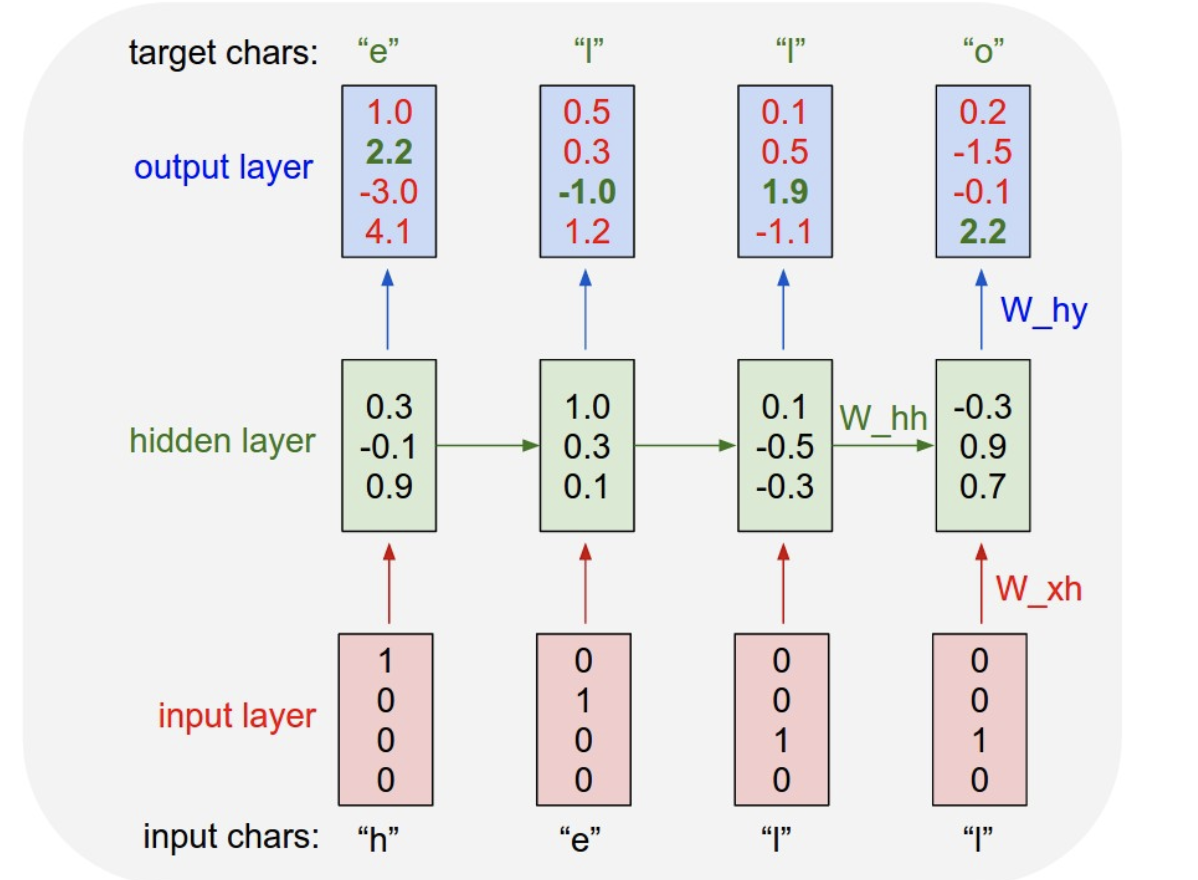 target chars: “e” “l” “l” “o”
output layer
1.0 0.5 0.1 0.2
2.2 0.3 0.5 -1.5
-3.0 -1.0 1.9 -0.1
4.1 1.2 -1.1 2.2
W_hy
hidden layer
0.3 1.0 0.1 -0.3
-0.1 0.3 -0.5 0.9
0.9 0.1 -0.3 0.7
W_hh
W_xh
input layer
1 0 0 0
0 1 0 0
0 0 1 1
0 0 0 0
input chars: “h” “e” “l” “l”